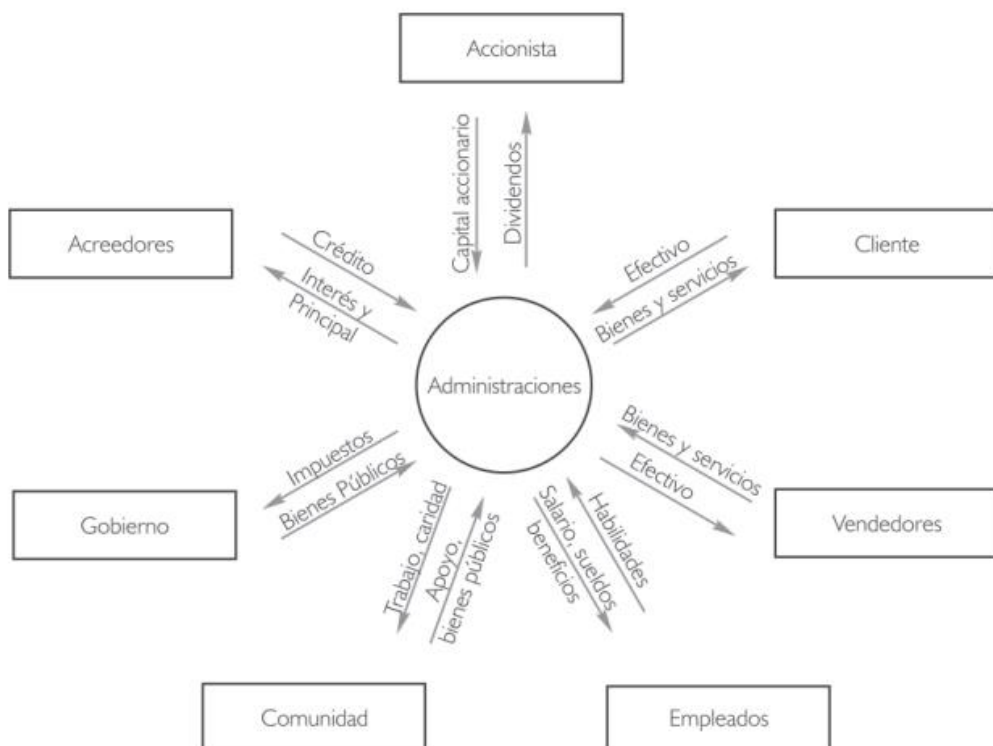 Accionista
Capital accionario
Dividendos
Acreedores
Crédito
Interés y
Principal
Cliente
Efectivo
Bienes y servicios
Administraciones
Impuestos
Bienes Públicos
Gobierno
Bienes y servicios
Efectivo
Vendedores
Trabajo, caridad
Apoyo,
bienes públicos
Salario, sueldos
beneficios
Habilidades
Comunidad
Empleados